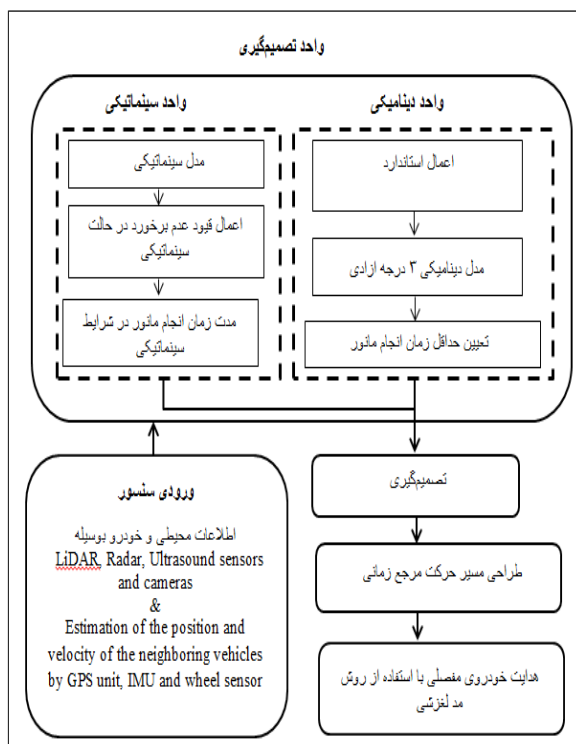 واحد تصمیم‌گیری
واحد دینامیکی
اعمال استاندارد
مدل دینامیکی ۳ درجه ازادی
تعیین حداقل زمان انجام مانور
واحد سینماتیکی
مدل سینماتیکی
اعمال قیود عدم برخورد در حالت
سینماتیکی
مدت زمان انجام مانور در شرایط
سینماتیکی
ورودی سنسور
اطلاعات محیطی و خودرو بوسیله
LiDAR, Radar, Ultrasound sensors
and cameras
&
Estimation of the position and
velocity of the neighboring vehicles
by GPS unit, IMU and wheel sensor
تصمیم‌گیری
طراحی مسیر حرکت مرجع زمانی
هدایت خودروی مفصلی با استفاده از روش
مد لغزشی